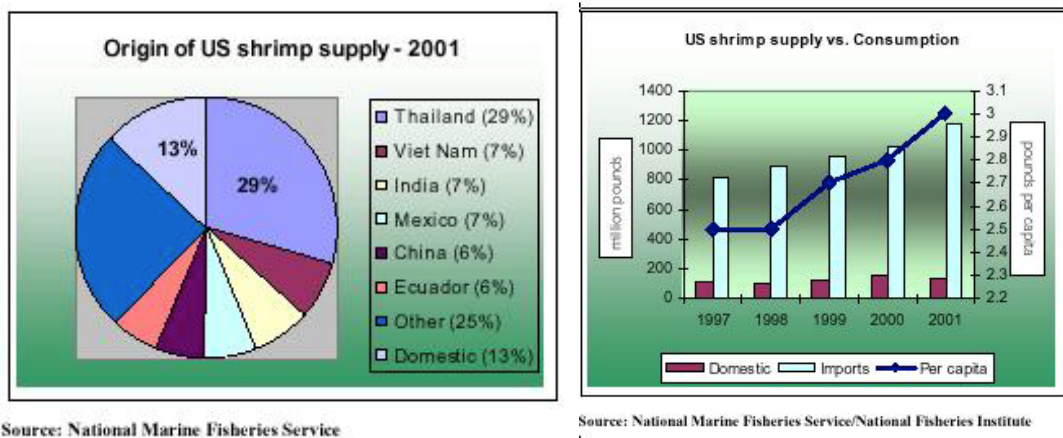 Origin of US shrimp supply - 2001
13%
29%
Thailand (29%)
Viet Nam (7%)
India (7%)
Mexico (7%)
China (6%)
Ecuador (6%)
Other (25%)
Domestic (13%)
Source: National Marine Fisheries Service
US shrimp supply vs. Consumption
million pounds
1400
1200
1000
800
600
400
200
0
3.1
3
2.9
2.8
2.7
2.6
2.5
2.4
2.3
2.2
pounds per capita
1997 1998 1999 2000 2001
Domestic Imports Per capita
Source: National Marine Fisheries Service/National Fisheries Institute